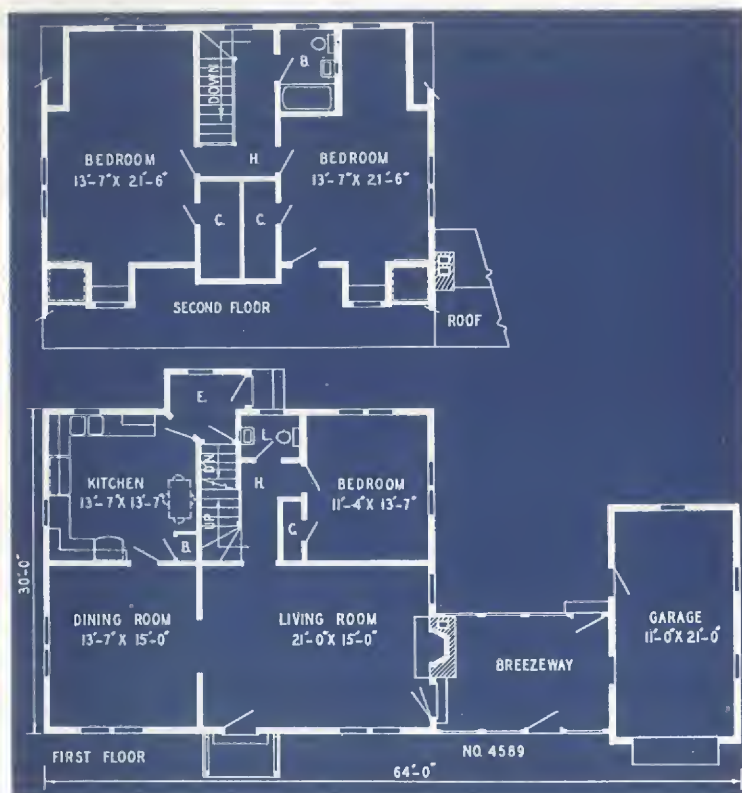 B.
DOWN
BEDROOM
13'-7" X 21'-6"
H.
BEDROOM
13'-7" X 21'-6"
C.
C.
SECOND FLOOR
ROOF
E.
L.
KITCHEN
13'-7" X 13'-7"
DN
UP
H.
BEDROOM
11'-4" X 13'-7"
B.
C.
30'-0"
DINING ROOM
13'-7" X 15'-0"
LIVING ROOM
21'-0" X 15'-0"
BREEZEWAY
GARAGE
11'-0" X 21'-0"
FIRST FLOOR
NO. 4589
64'-0"